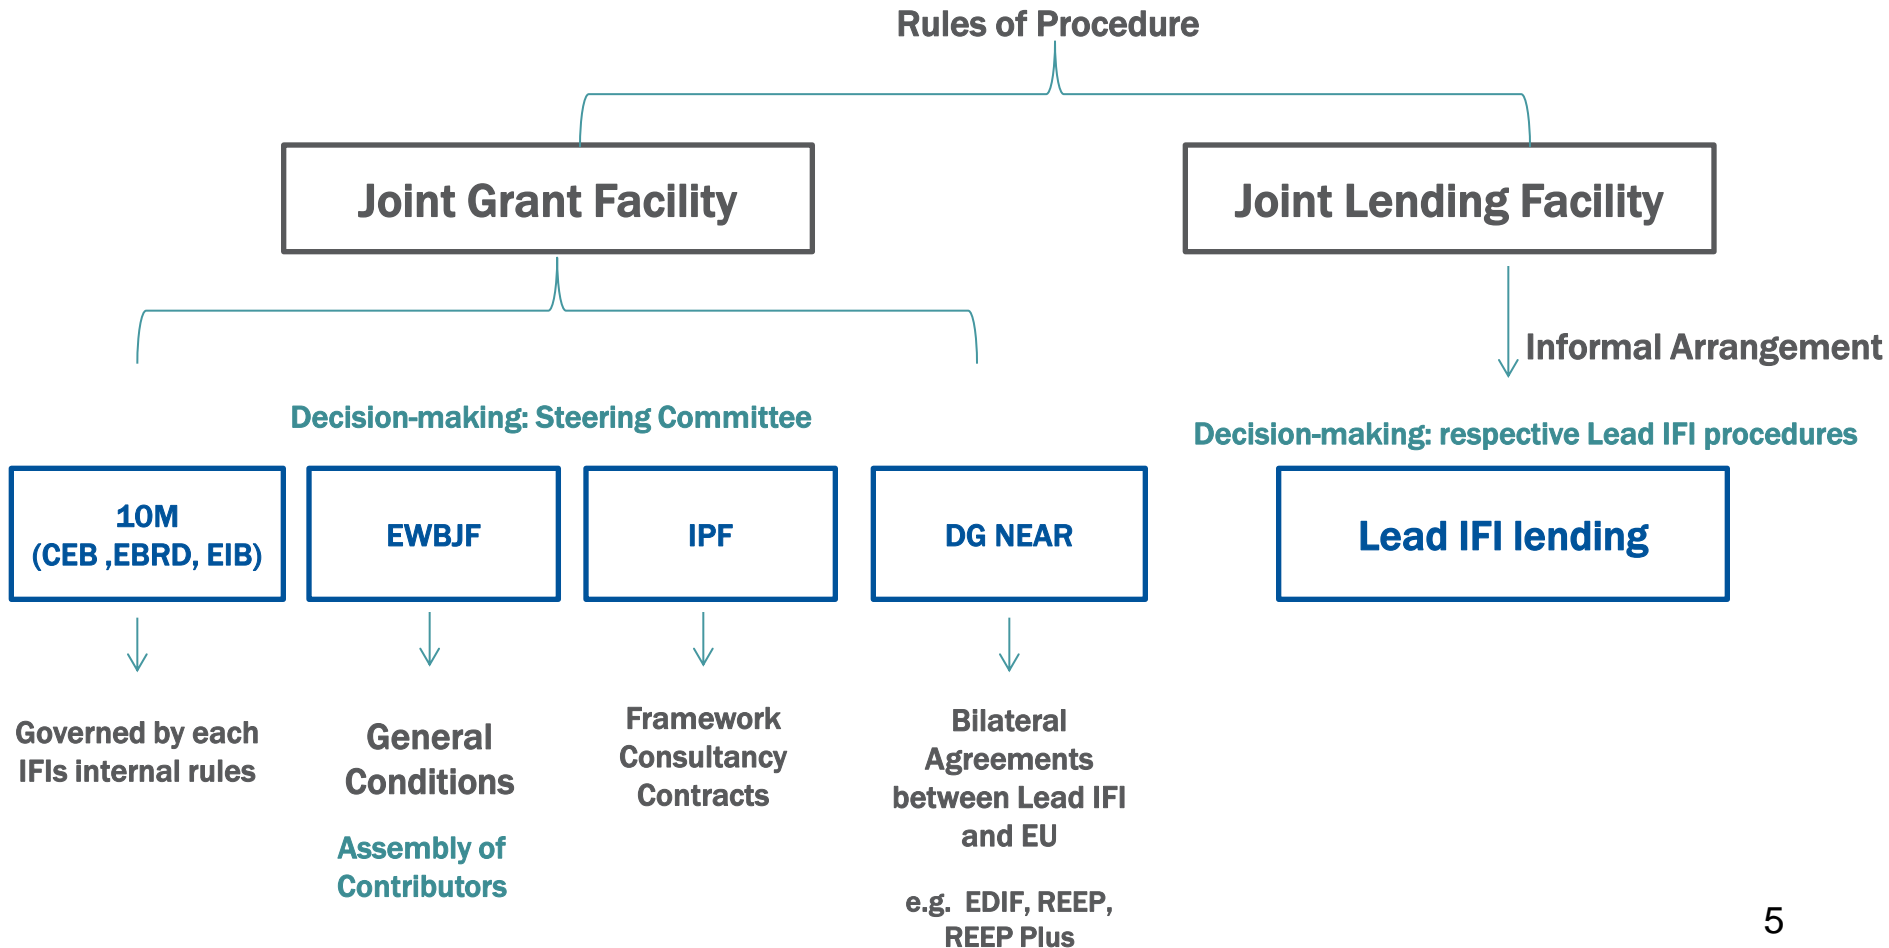 Rules of Procedure
Joint Grant Facility
Joint Lending Facility
Informal Arrangement
Decision-making: Steering Committee
Decision-making: respective Lead IFI procedures
10M
(CEB ,EBRD, EIB)
EWBJF
IPF
DG NEAR
Lead IFI lending
Governed by each
IFIs internal rules
General
Conditions
Assembly of
Contributors
Framework
Consultancy
Contracts
Bilateral
Agreements
between Lead IFI
and EU
e.g. EDIF, REEP,
REEP Plus
5